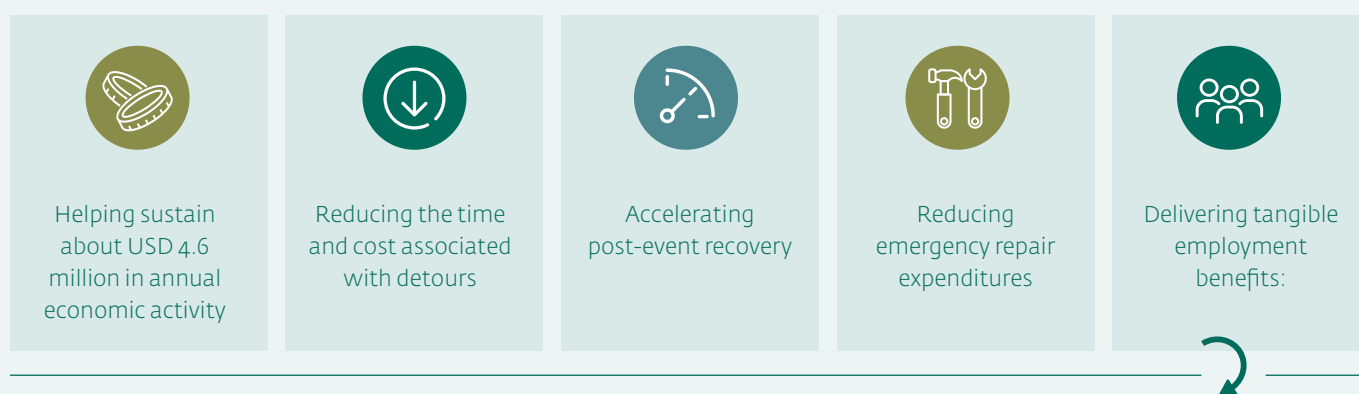 Helping sustain
about USD 4.6
million in annual
economic activity
Reducing the time
and cost associated
with detours
Accelerating
post-event recovery
Reducing
emergency repair
expenditures
Delivering tangible
employment
benefits: